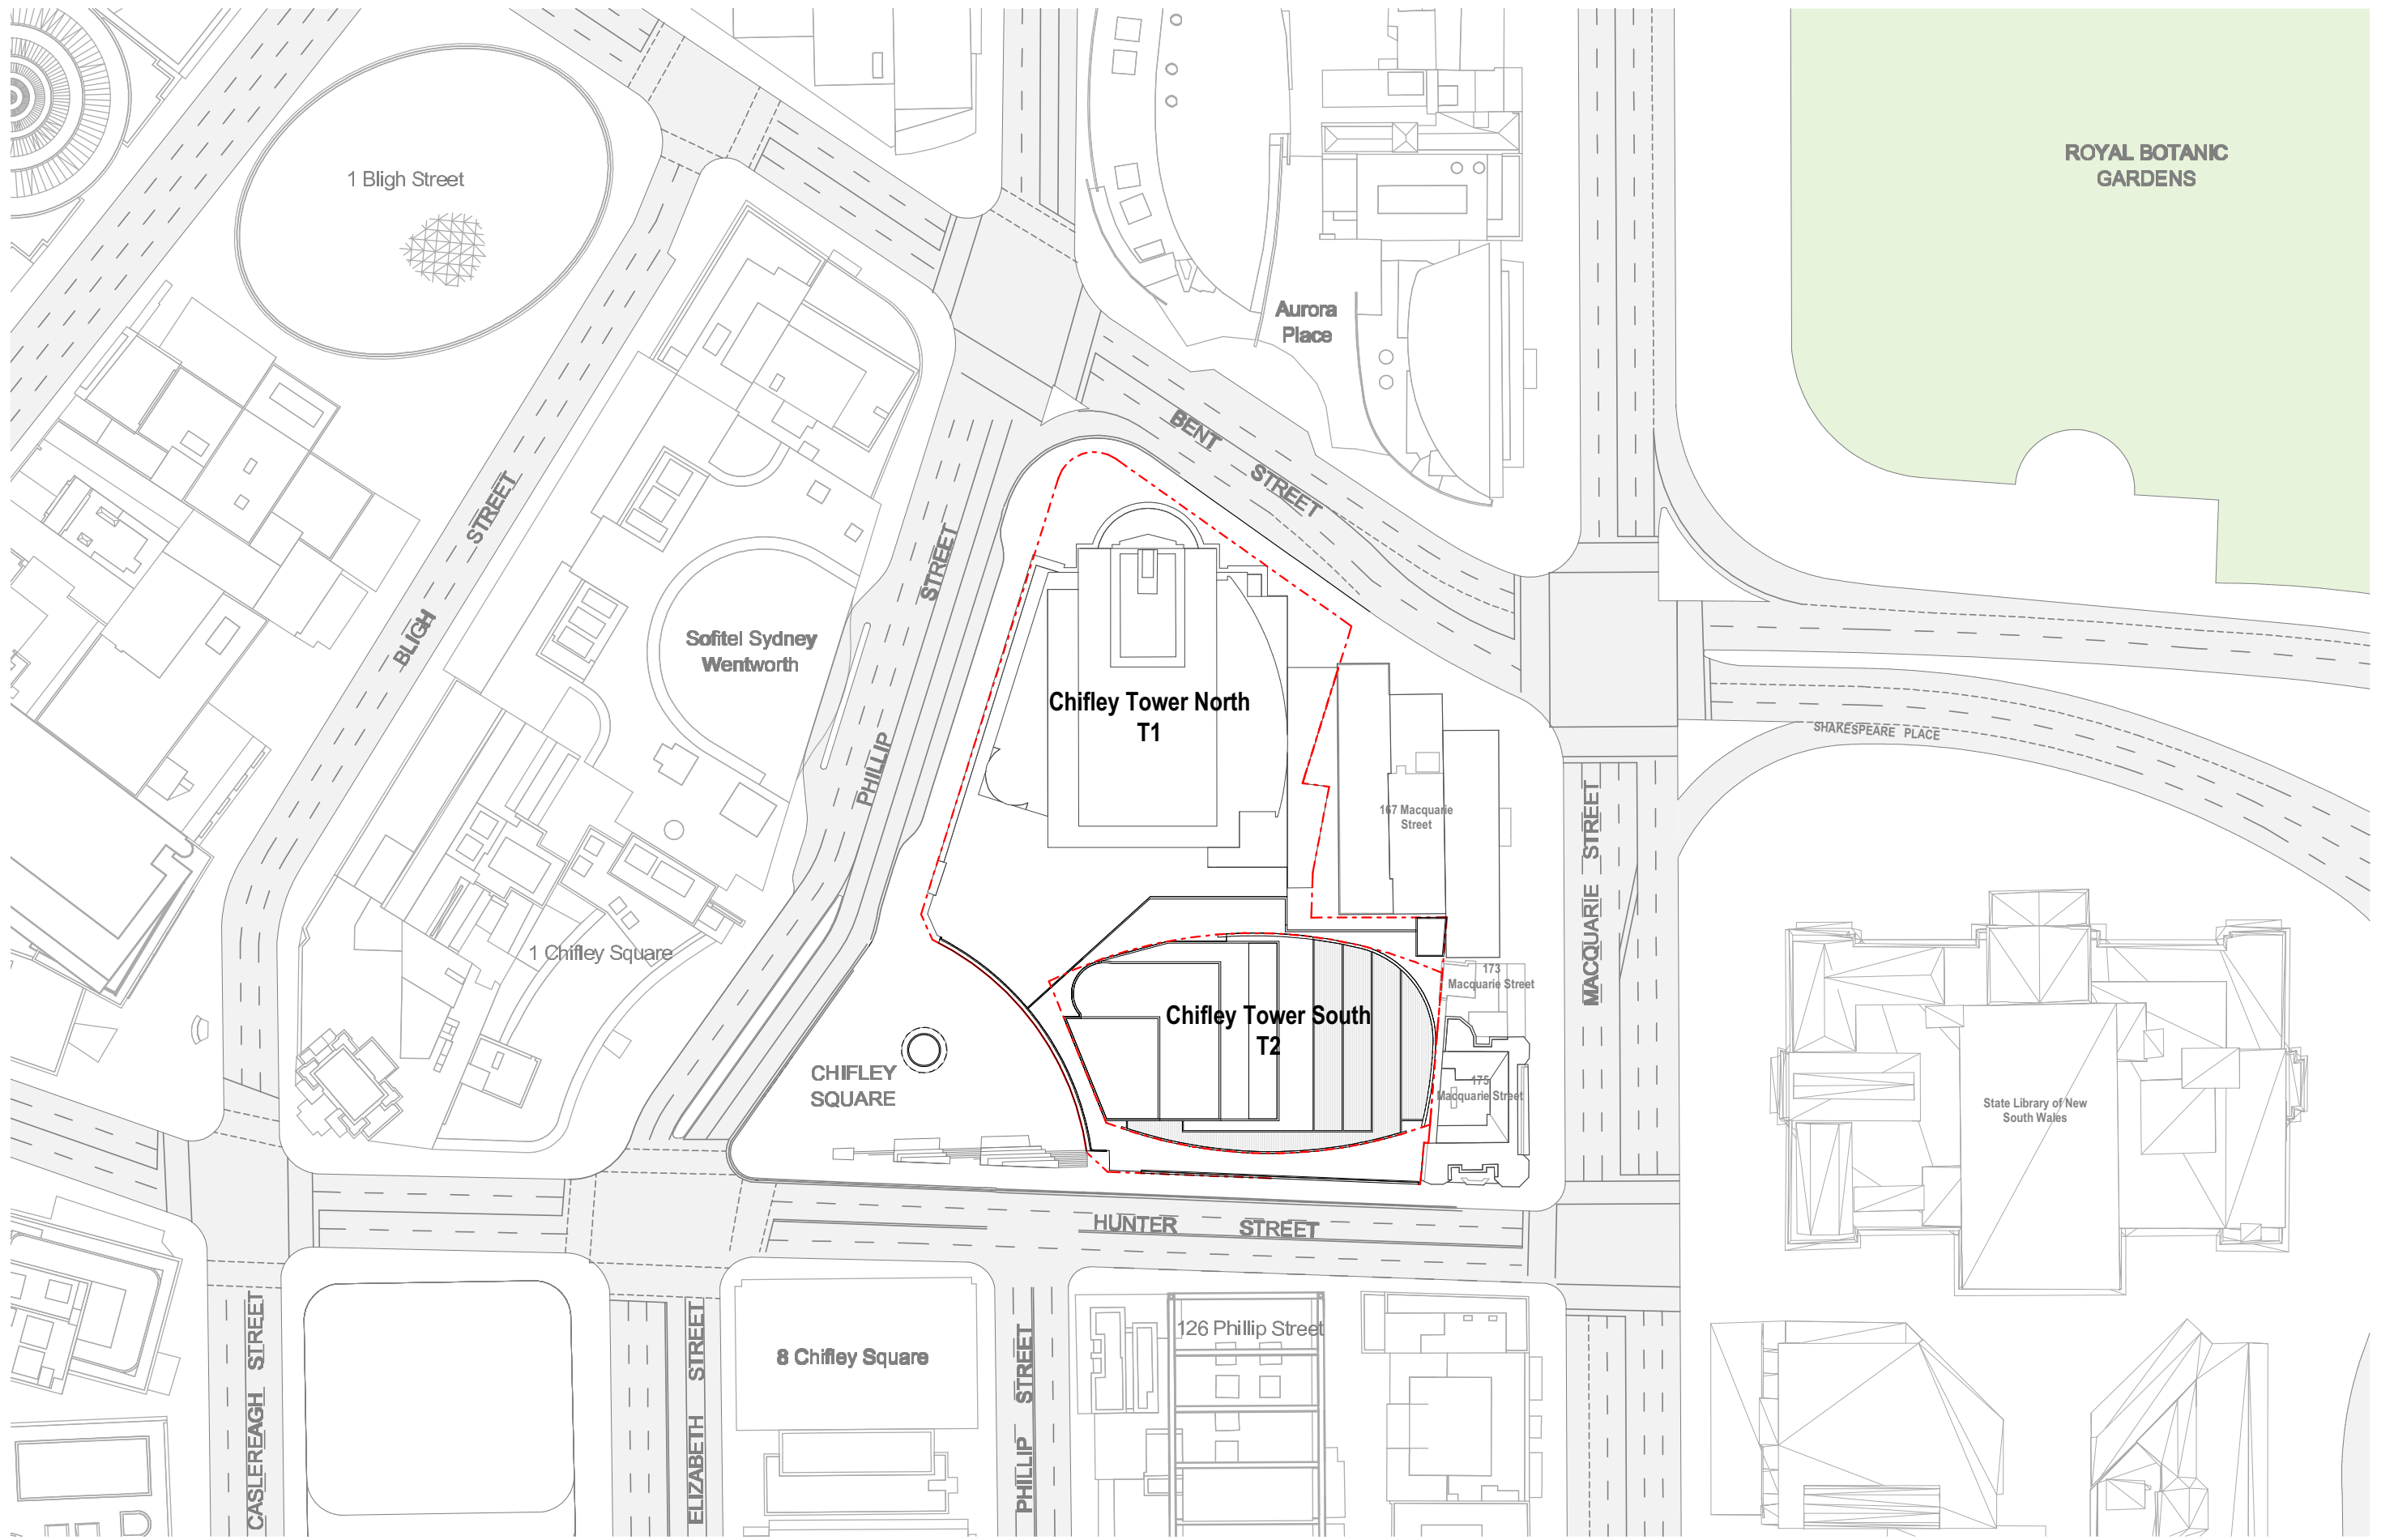 1 Bligh Street
ROYAL BOTANIC
GARDENS
Aurora
Place
BENT STREET
BLIGH STREET
PHILLIP STREET
Sofitel Sydney
Wentworth
Chifley Tower North
T1
SHAKESPEARE PLACE
167 Macquarie
Street
MACQUARIE STREET
MACQUARIE STREET
1 Chifley Square
173
Macquarie Street
Chifley Tower South
T2
CHIFLEY
SQUARE
175
Macquarie Street
State Library of New
South Wales
HUNTER STREET
CASLEREAGH STREET
ELIZABETH STREET
8 Chifley Square
PHILLIP STREET
126 Phillip Street